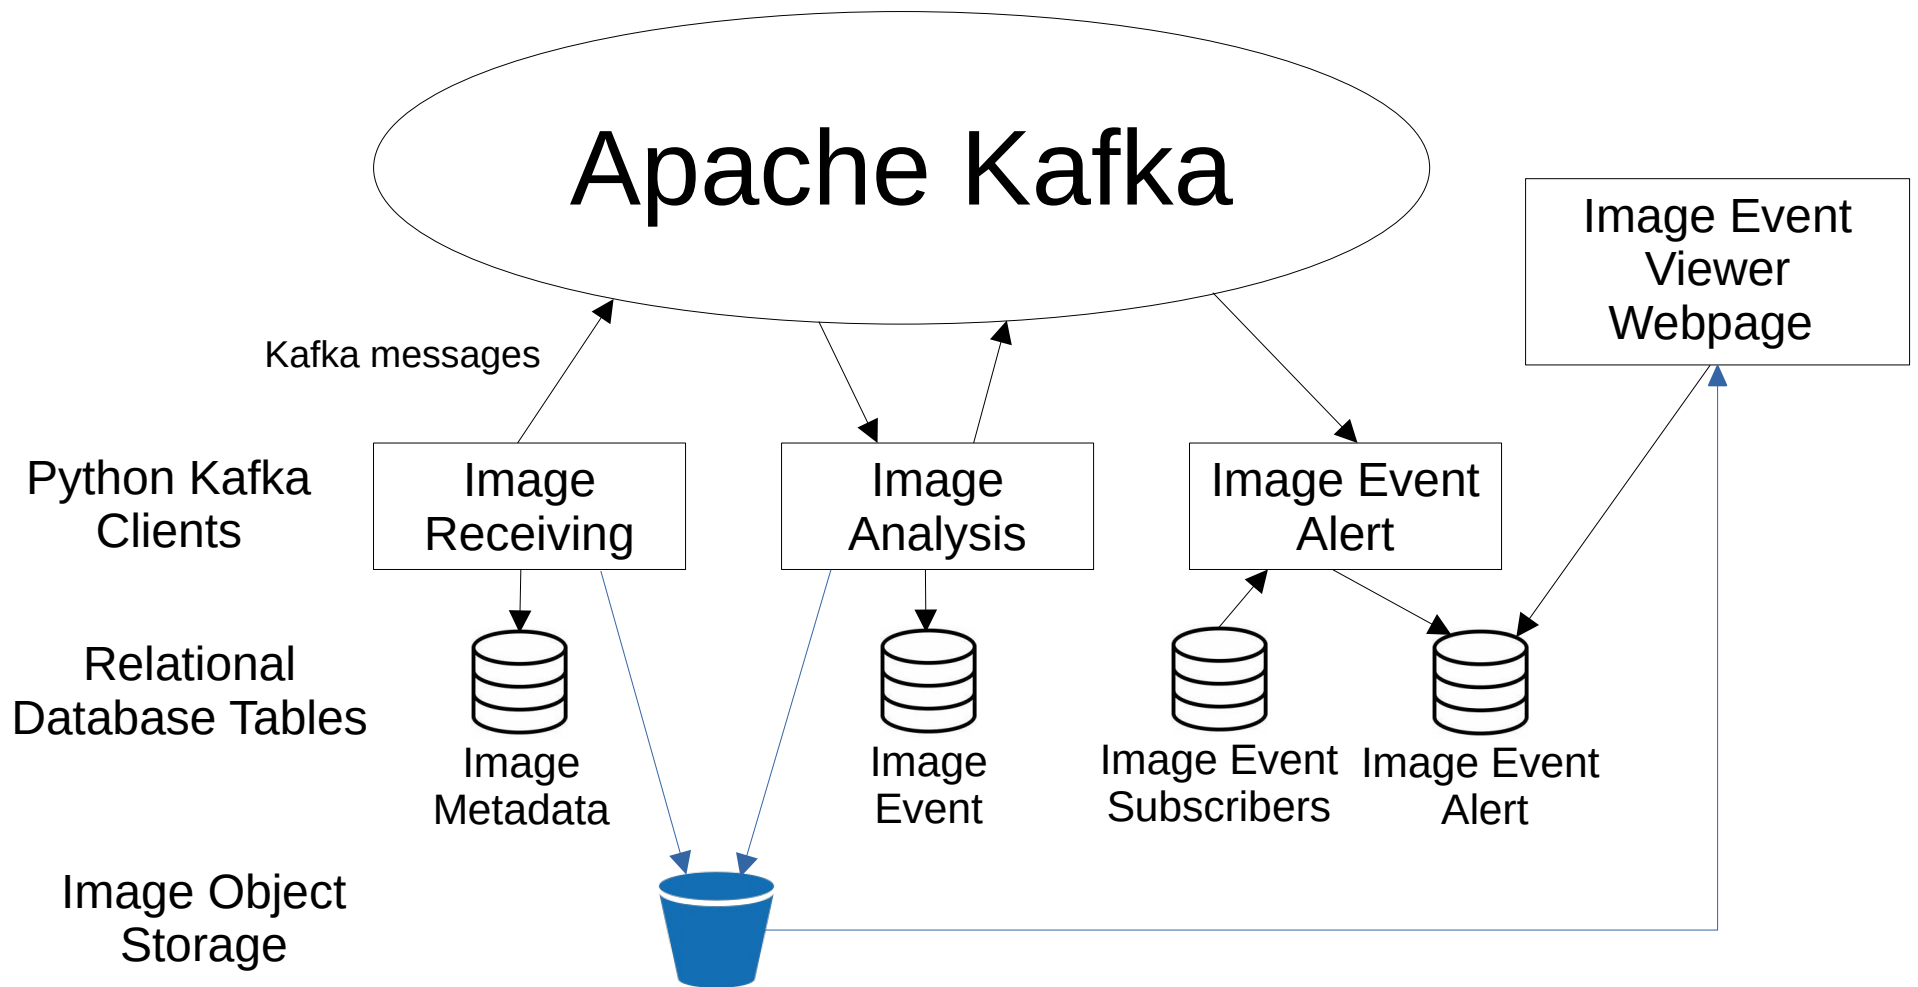 Apache Kafka
Image Event
Viewer
Webpage
Kafka messages
Python Kafka
Clients
Image
Receiving
Image
Analysis
Image Event
Alert
Relational
Database Tables
Image
Metadata
Image
Event
Image Event
Subscribers
Image Event
Alert
Image Object
Storage